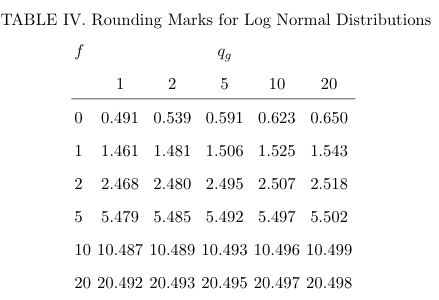 TABLE IV. Rounding Marks for Log Normal Distributions
f q_g
1 2 5 10 20
0 0.491 0.539 0.591 0.623 0.650
1 1.461 1.481 1.506 1.525 1.543
2 2.468 2.480 2.495 2.507 2.518
5 5.479 5.485 5.492 5.497 5.502
10 10.487 10.489 10.493 10.496 10.499
20 20.492 20.493 20.495 20.497 20.498